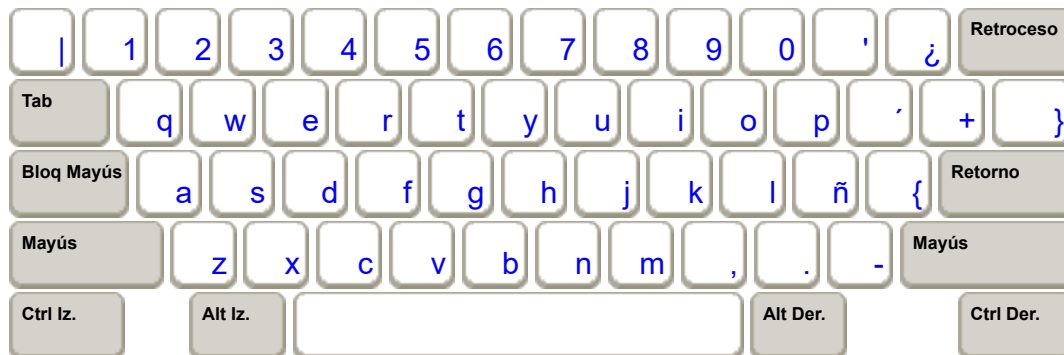 | 1 2 3 4 5 6 7 8 9 0 ' ¿ Retroceso
Tab q w e r t y u i o p ´ + }
Bloq Mayús a s d f g h j k l ñ { Retorno
Mayús z x c v b n m , . - Mayús
Ctrl Iz. Alt Iz. Alt Der. Ctrl Der.